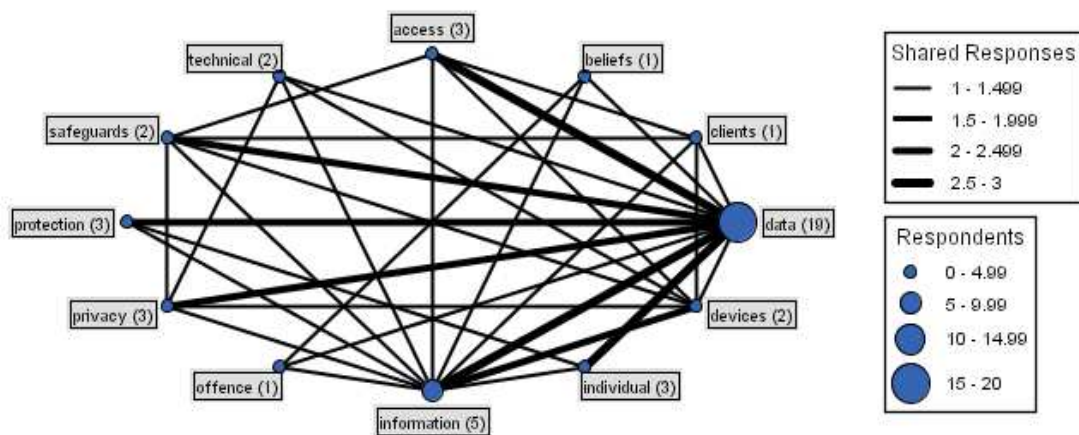 access (3)
technical (2)
beliefs (1)
safeguards (2)
clients (1)
protection (3)
data (19)
privacy (3)
devices (2)
offence (1)
individual (3)
information (5)
Shared Responses
1 - 1.499
1.5 - 1.999
2 - 2.499
2.5 - 3
Respondents
0 - 4.99
5 - 9.99
10 - 14.99
15 - 20